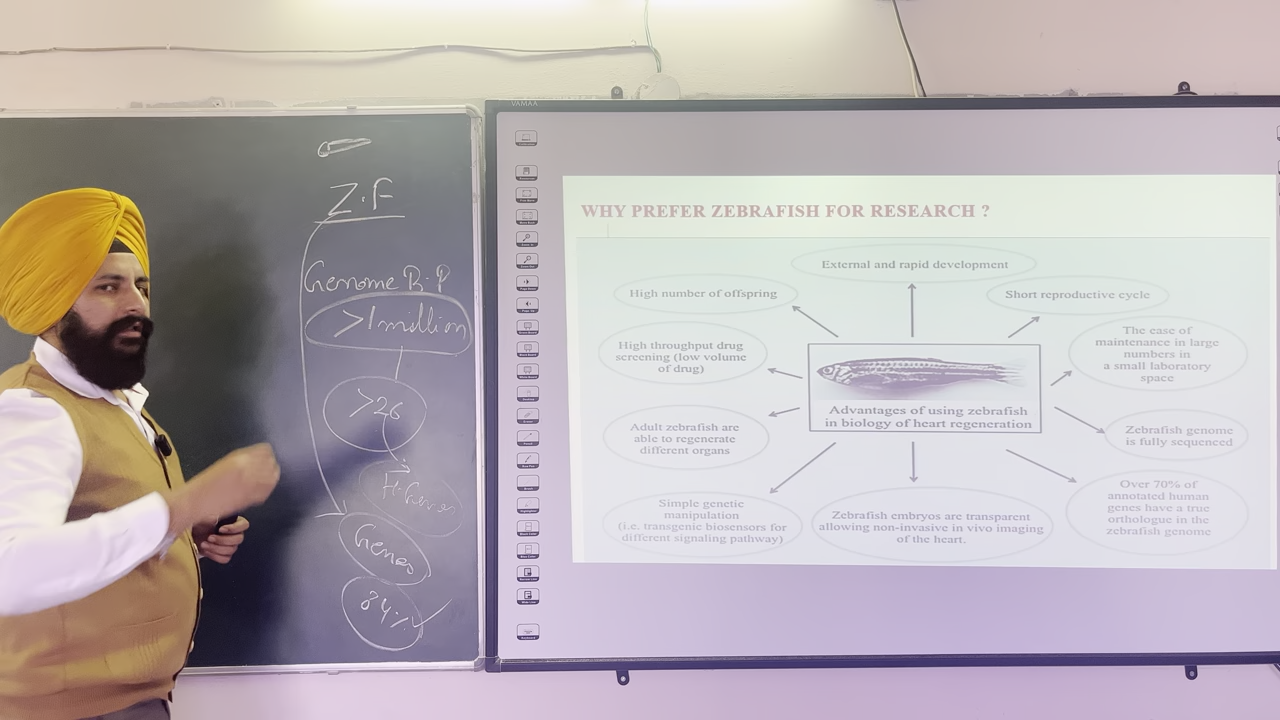 VAMAA
Z.F
Genome B.P
>1 million
>26
Genes
84%
WHY PREFER ZEBRAFISH FOR RESEARCH ?
External and rapid development
High number of offspring
Short reproductive cycle
High throughput drug
screening (low volume
of drug)
The ease of
maintenance in large
numbers in
a small laboratory
space
Advantages of using zebrafish
in biology of heart regeneration
Adult zebrafish are
able to regenerate
different organs
Zebrafish genome
is fully sequenced
Simple genetic
manipulation
(i.e. transgenic biosensors for
different signaling pathway)
Zebrafish embryos are transparent
allowing non-invasive in vivo imaging
of the heart.
Over 70% of
annotated human
genes have a true
orthologue in the
zebrafish genome